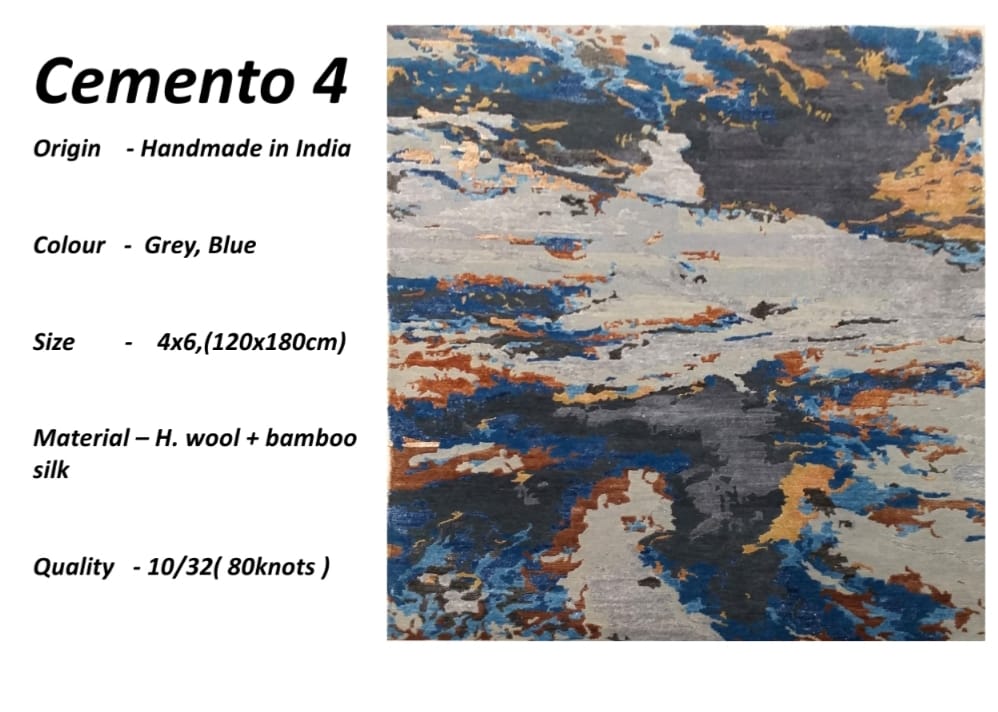 Cemento 4
Origin - Handmade in India
Colour - Grey, Blue
Size - 4x6,(120x180cm)
Material – H. wool + bamboo
silk
Quality - 10/32( 80knots )